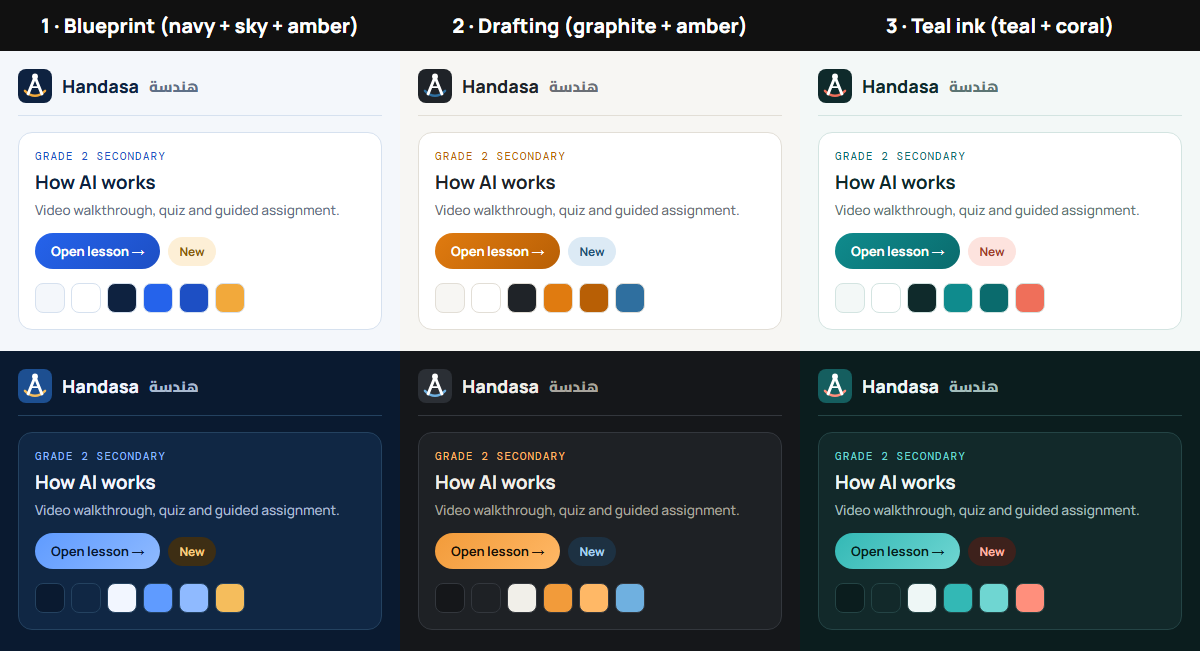 1 · Blueprint (navy + sky + amber)
Handasa هندسة
GRADE 2 SECONDARY
How AI works
Video walkthrough, quiz and guided assignment.
Open lesson → New
Handasa هندسة
GRADE 2 SECONDARY
How AI works
Video walkthrough, quiz and guided assignment.
Open lesson → New
2 · Drafting (graphite + amber)
Handasa هندسة
GRADE 2 SECONDARY
How AI works
Video walkthrough, quiz and guided assignment.
Open lesson → New
Handasa هندسة
GRADE 2 SECONDARY
How AI works
Video walkthrough, quiz and guided assignment.
Open lesson → New
3 · Teal ink (teal + coral)
Handasa هندسة
GRADE 2 SECONDARY
How AI works
Video walkthrough, quiz and guided assignment.
Open lesson → New
Handasa هندسة
GRADE 2 SECONDARY
How AI works
Video walkthrough, quiz and guided assignment.
Open lesson → New